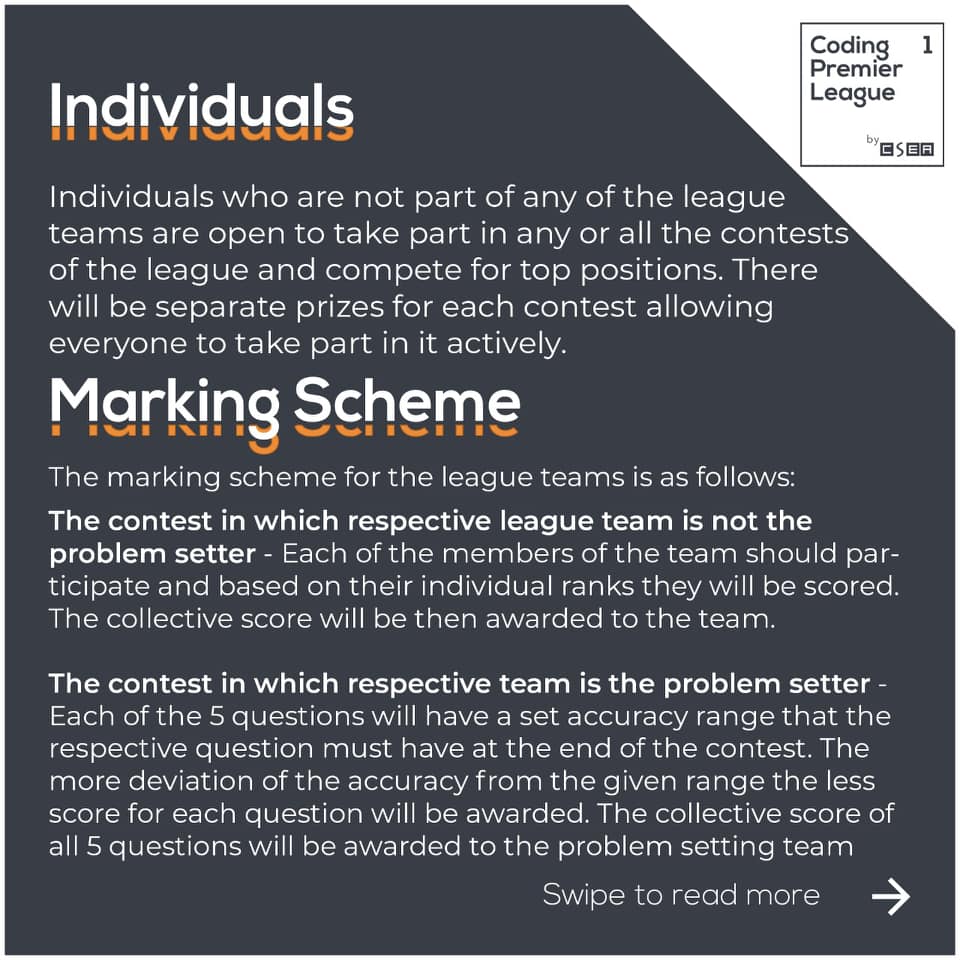 Coding 1
Premier
League
by CSEA
Individuals
Individuals who are not part of any of the league
teams are open to take part in any or all the contests
of the league and compete for top positions. There
will be separate prizes for each contest allowing
everyone to take part in it actively.
Marking Scheme
The marking scheme for the league teams is as follows:
The contest in which respective league team is not the
problem setter - Each of the members of the team should par-
ticipate and based on their individual ranks they will be scored.
The collective score will be then awarded to the team.
The contest in which respective team is the problem setter -
Each of the 5 questions will have a set accuracy range that the
respective question must have at the end of the contest. The
more deviation of the accuracy from the given range the less
score for each question will be awarded. The collective score of
all 5 questions will be awarded to the problem setting team
Swipe to read more